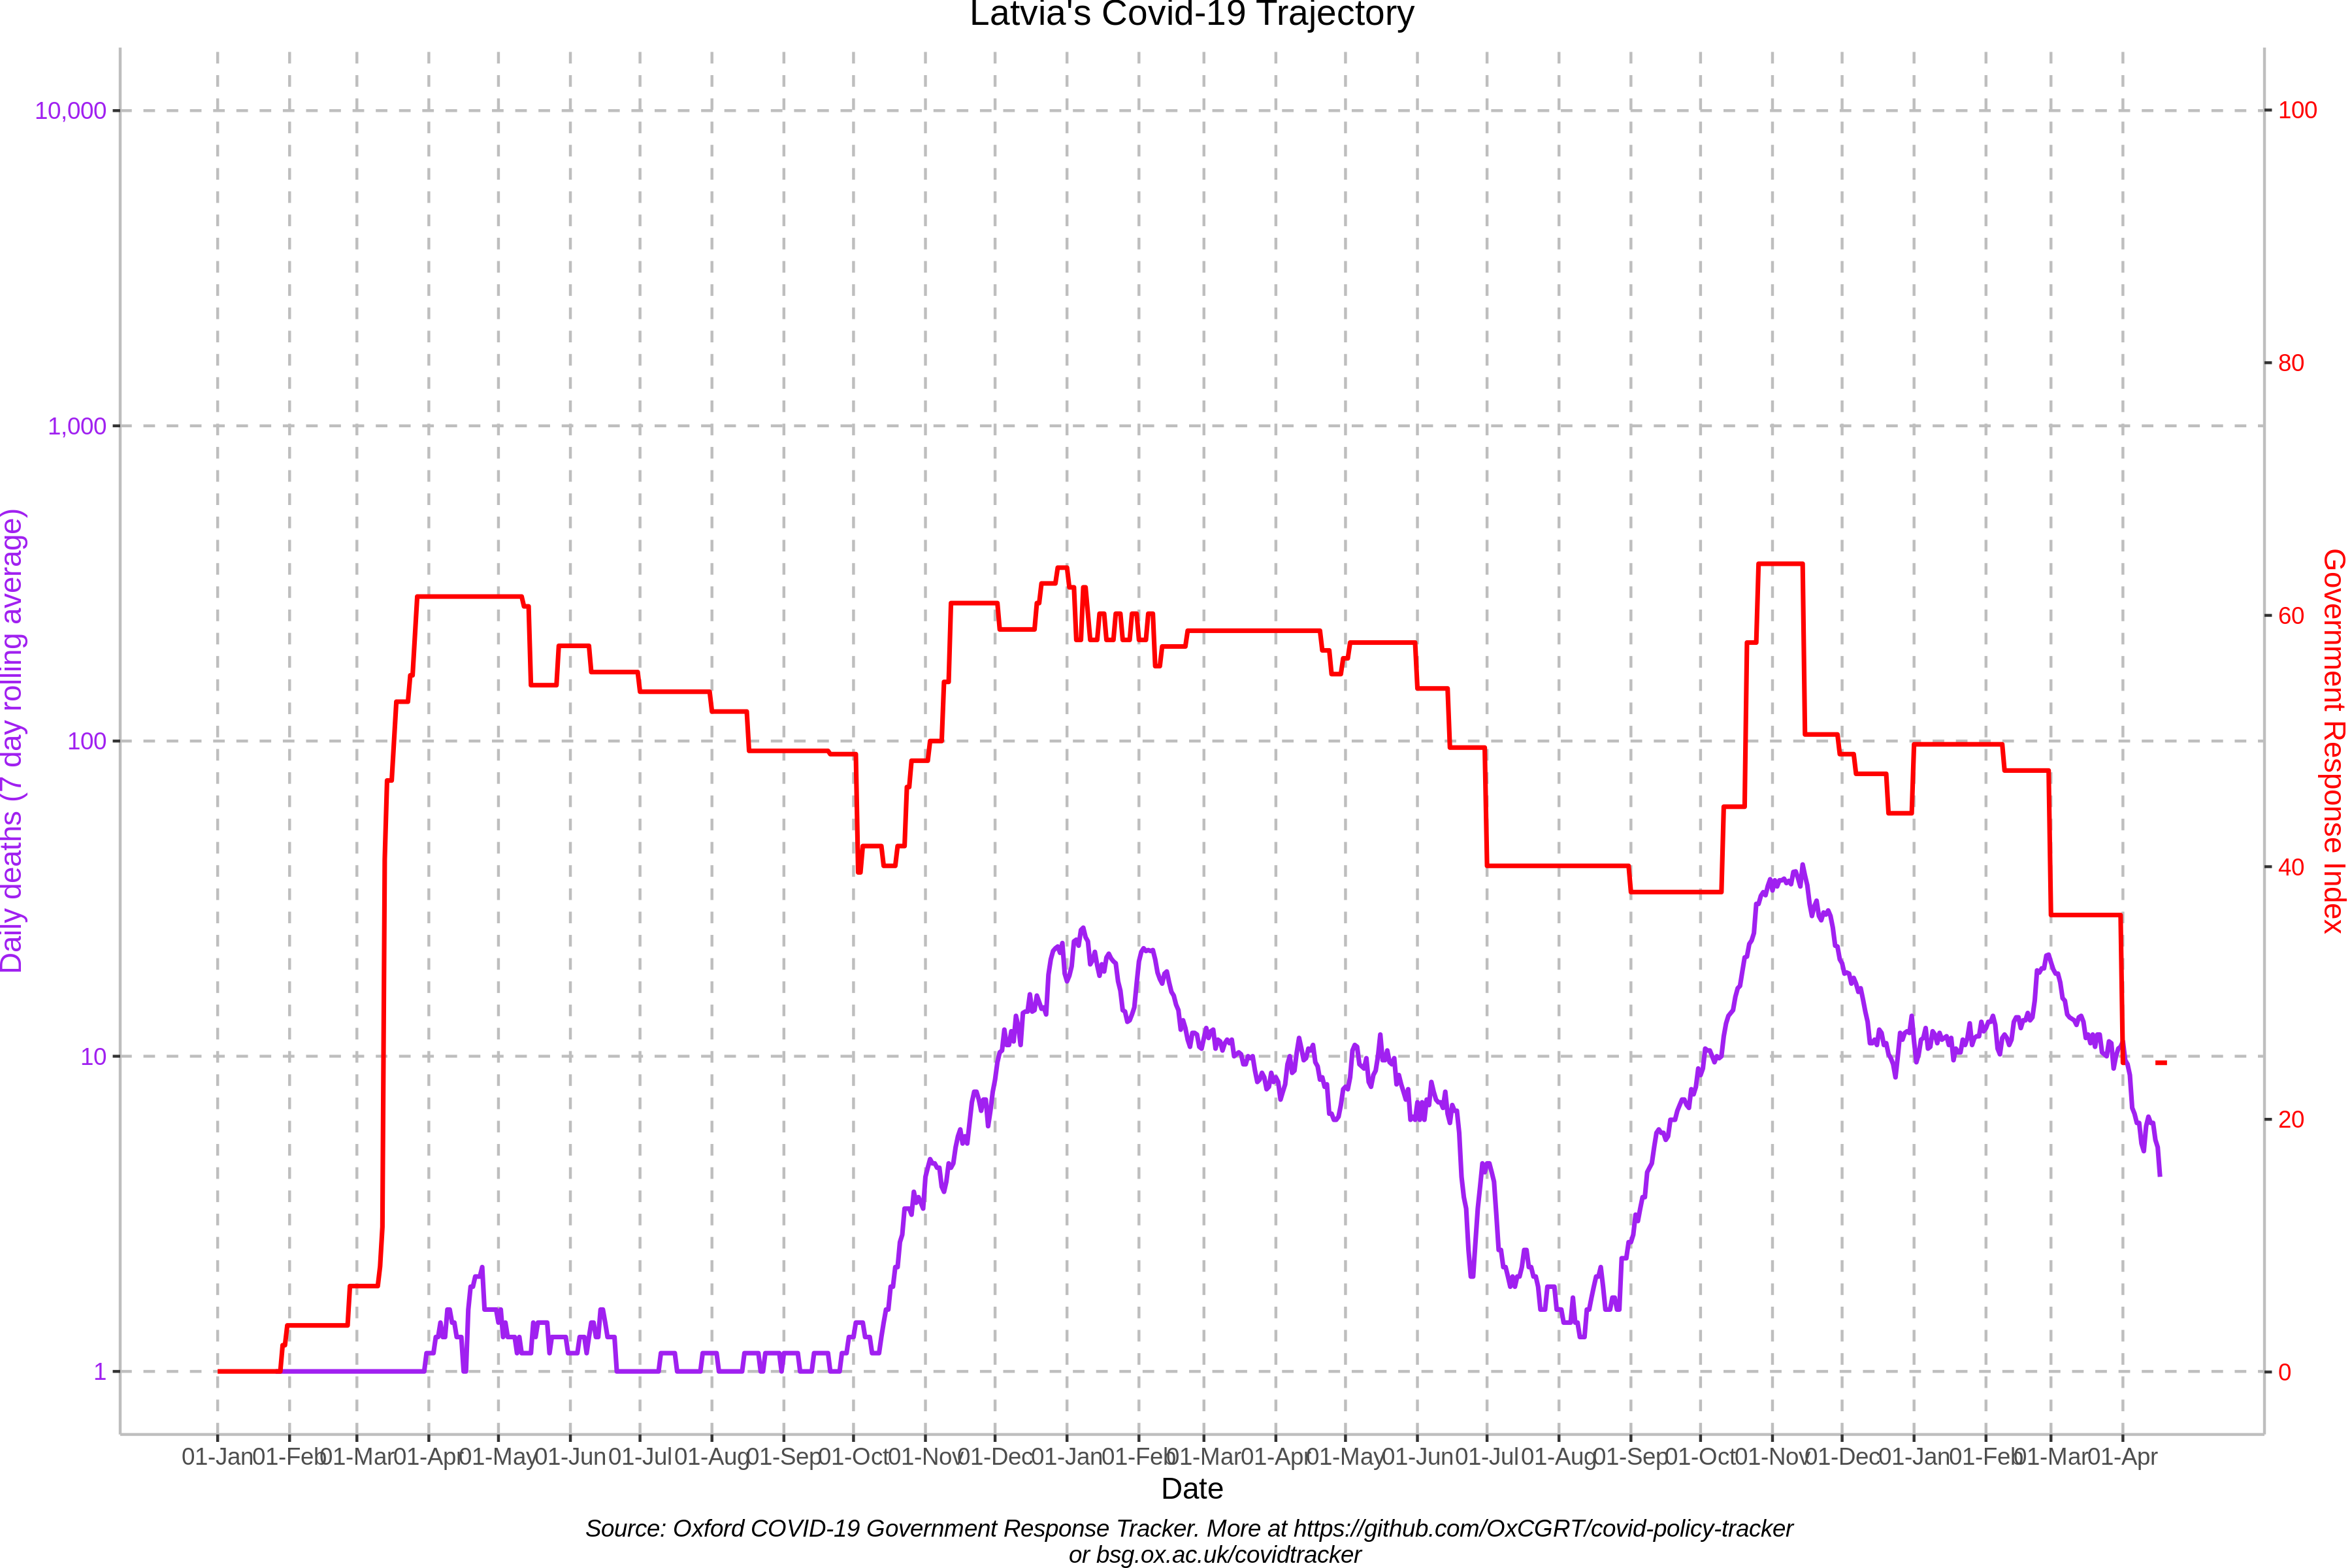 Latvia's Covid-19 Trajectory
10,000
1,000
100
10
1
Daily deaths (7 day rolling average)
100
80
60
40
20
0
Government Response Index
01-Jan 01-Feb 01-Mar 01-Apr 01-May 01-Jun 01-Jul 01-Aug 01-Sep 01-Oct 01-Nov 01-Dec 01-Jan 01-Feb 01-Mar 01-Apr 01-May 01-Jun 01-Jul 01-Aug 01-Sep 01-Oct 01-Nov 01-Dec 01-Jan 01-Feb 01-Mar 01-Apr
Date
Source: Oxford COVID-19 Government Response Tracker. More at https://github.com/OxCGRT/covid-policy-tracker
or bsg.ox.ac.uk/covidtracker